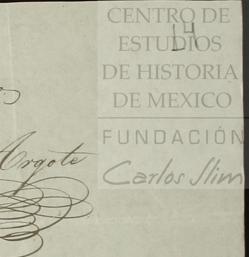 CENTRO DE
ESTUDIOS
14
DE HISTORIA
DE MEXICO
FUNDACIÓN
Argote
Carlos Slim